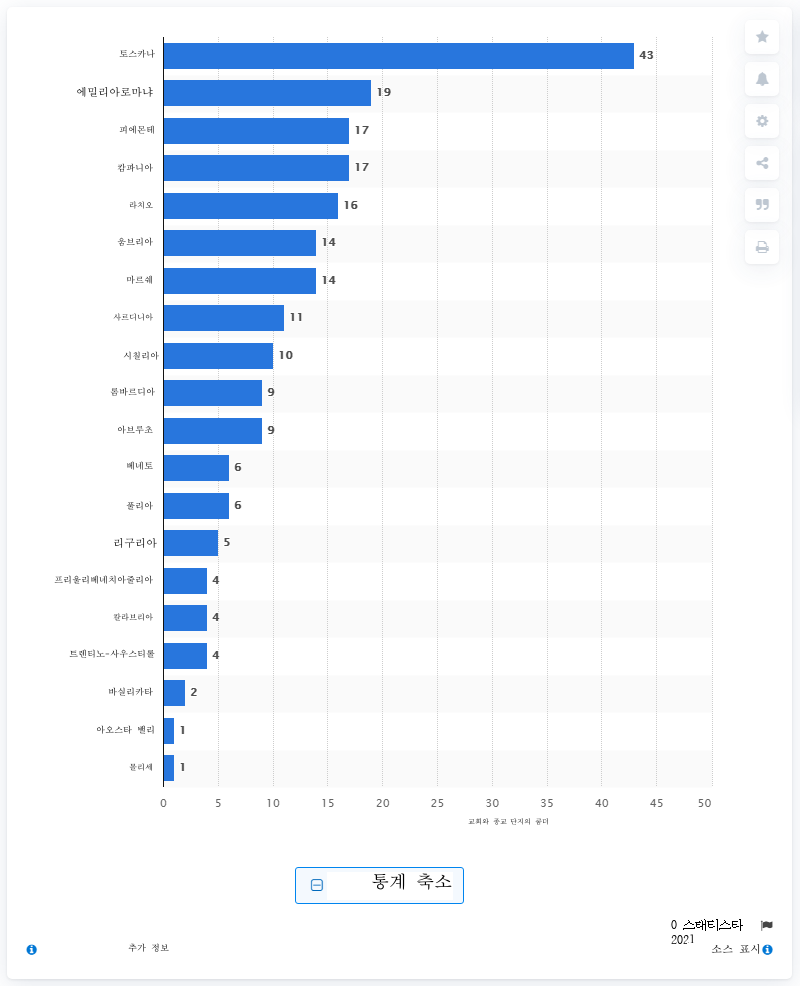 토스카나 43
에밀리아로마냐 19
피에몬테 17
캄파니아 17
라치오 16
움브리아 14
마르쉐 14
사르디니아 11
시칠리아 10
롬바르디아 9
아브루초 9
베네토 6
풀리아 6
리구리아 5
프리울리베네치아줄리아 4
칼라브리아 4
트렌티노-사우스티롤 4
바실리카타 2
아오스타 밸리 1
몰리세 1
0 5 10 15 20 25 30 35 40 45 50
교회와 종교 단지의 곰더
통계 축소
0 스태티스타
2021
추가 정보
소스 표시